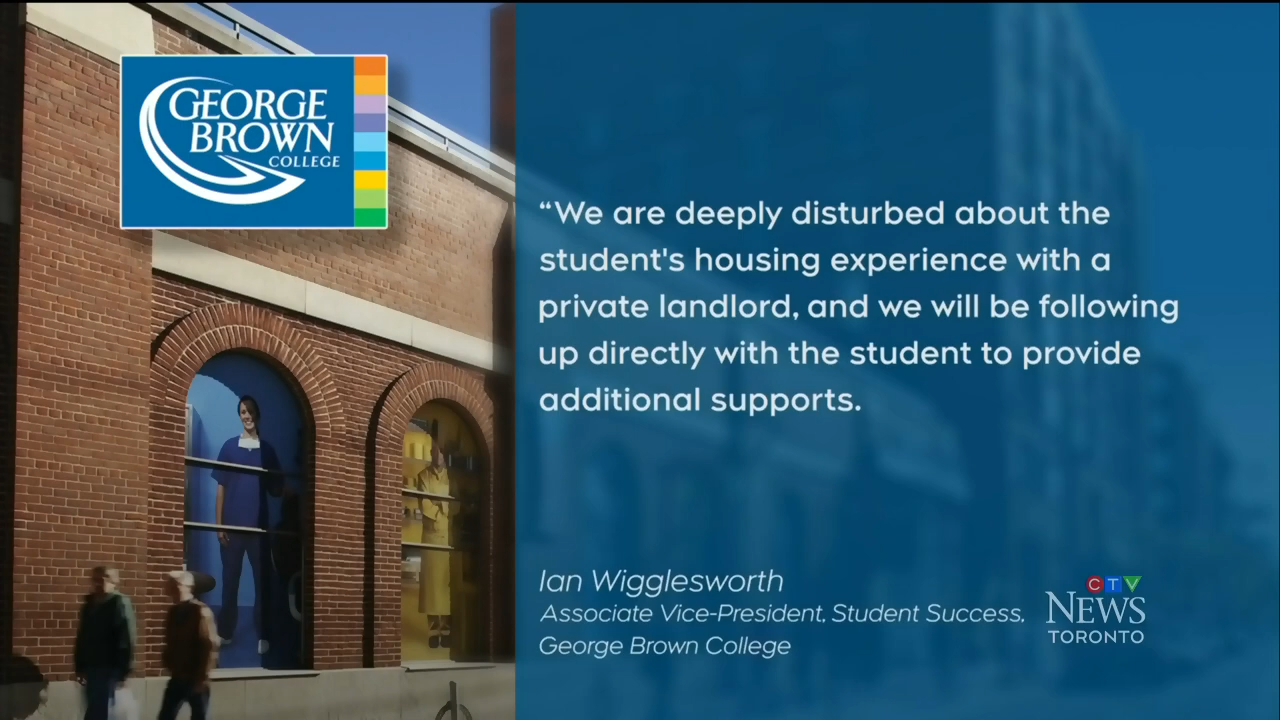 GEORGE
BROWN
COLLEGE
“We are deeply disturbed about the
student's housing experience with a
private landlord, and we will be following
up directly with the student to provide
additional supports.
Ian Wigglesworth
Associate Vice-President, Student Success,
George Brown College
CTV
NEWS
TORONTO